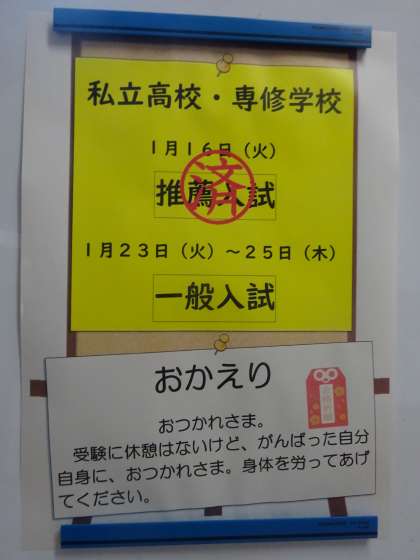 私立高校・専修学校
1月16日（火）
推薦入試
済
1月23日（火）～25日（木）
一般入試
おかえり
おつかれさま。
受験に休憩はないけど、がんばった自分
自身に、おつかれさま。身体を労ってあげ
てください。